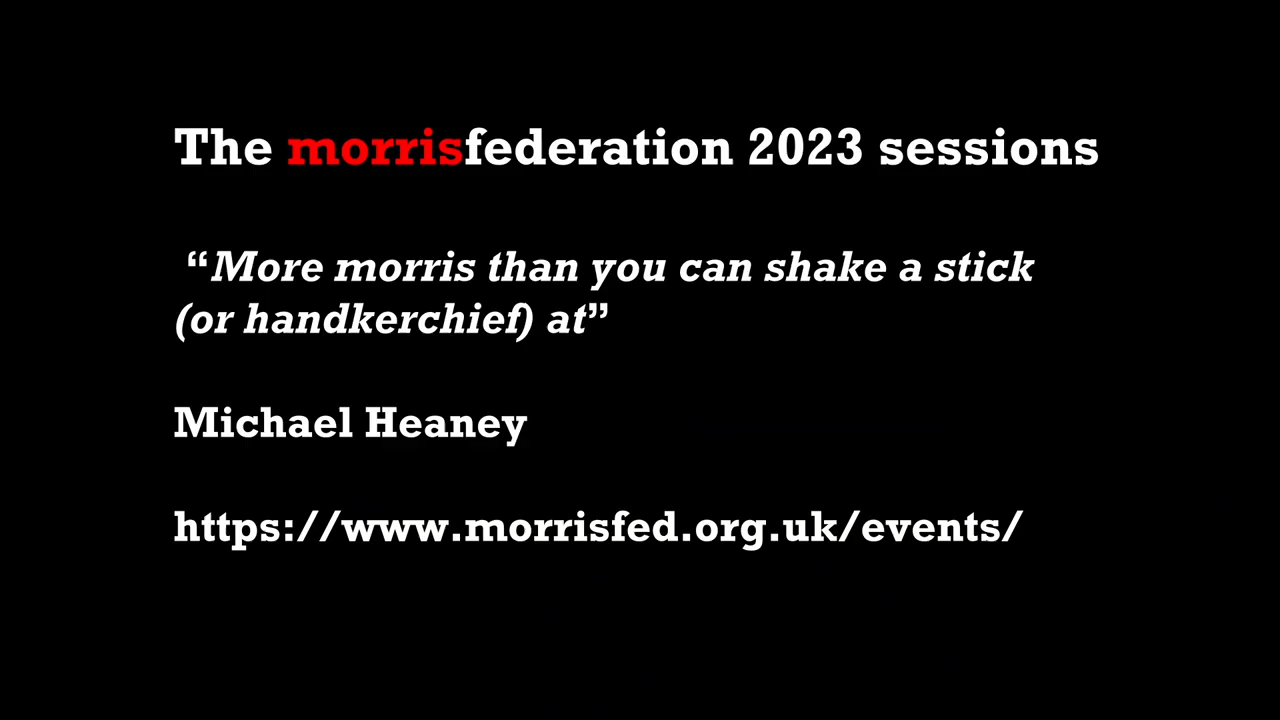 The morrisfederation 2023 sessions
“More morris than you can shake a stick
(or handkerchief) at”
Michael Heaney
https://www.morrisfed.org.uk/events/